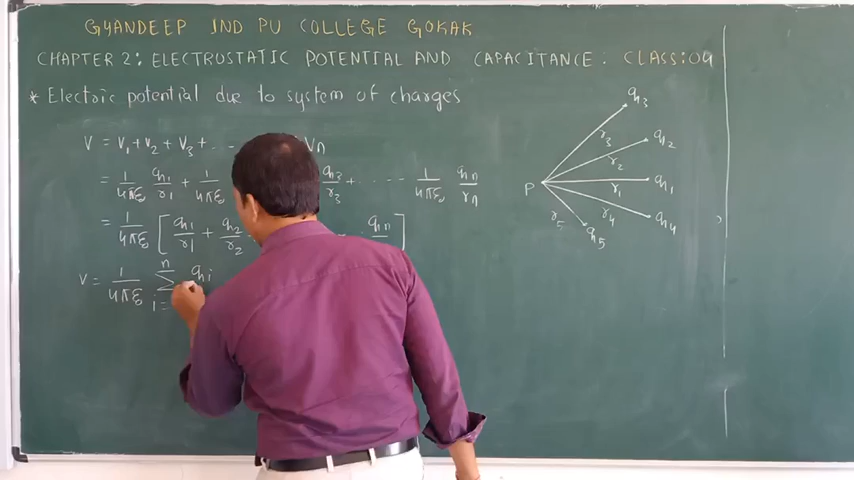 GYANDEEP IND PU COLLEGE GOKAK
CHAPTER 2: ELECTROSTATIC POTENTIAL AND CAPACITANCE: CLASS:04
* Electric potential due to system of charges
V = V₁ + V₂ + V₃ + ... Vn
= 1/4πε₀ q₁/r₁ + 1/4πε₀ q₃/r₃ + ..... 1/4πε₀ qn/rn
= 1/4πε₀ [ q₁/r₁ + q₂/r₂ qn ]
V = 1/4πε₀ n Σ i = qi
q₃
q₂
q₁
q₄
q₅
r₃
r₂
r₁
r₄
r₅
P